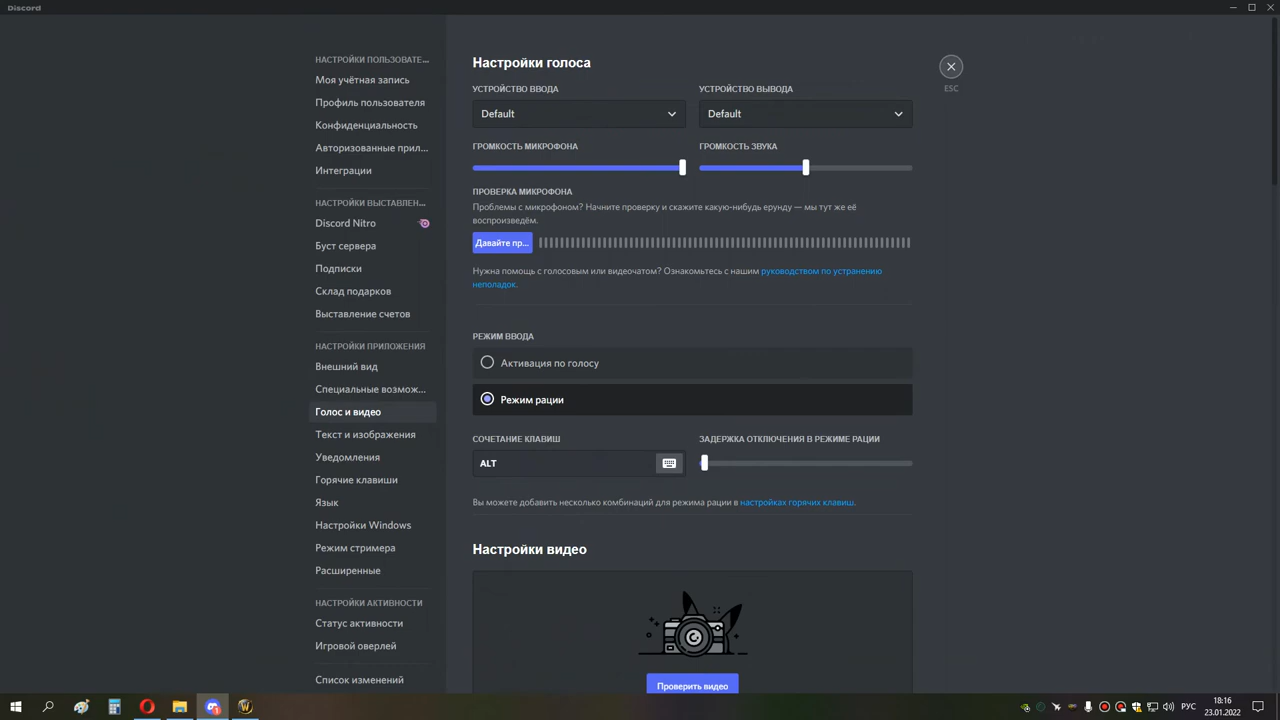 Discord
НАСТРОЙКИ ПОЛЬЗОВАТЕ...
Моя учётная запись
Профиль пользователя
Конфиденциальность
Авторизованные прил...
Интеграции
НАСТРОЙКИ ВЫСТАВЛЕН...
Discord Nitro
Буст сервера
Подписки
Склад подарков
Выставление счетов
НАСТРОЙКИ ПРИЛОЖЕНИЯ
Внешний вид
Специальные возмож...
Голос и видео
Текст и изображения
Уведомления
Горячие клавиши
Язык
Настройки Windows
Режим стримера
Расширенные
НАСТРОЙКИ АКТИВНОСТИ
Статус активности
Игровой оверлей
Список изменений
Настройки голоса
УСТРОЙСТВО ВВОДА
Default
УСТРОЙСТВО ВЫВОДА
Default
ГРОМКОСТЬ МИКРОФОНА
ГРОМКОСТЬ ЗВУКА
ПРОВЕРКА МИКРОФОНА
Проблемы с микрофоном? Начните проверку и скажите какую-нибудь ерунду — мы тут же её
воспроизведём.
Давайте пр...
Нужна помощь с голосовым или видеочатом? Ознакомьтесь с нашим руководством по устранению
неполадок.
РЕЖИМ ВВОДА
Активация по голосу
Режим рации
СОЧЕТАНИЕ КЛАВИШ
ALT
ЗАДЕРЖКА ОТКЛЮЧЕНИЯ В РЕЖИМЕ РАЦИИ
Вы можете добавить несколько комбинаций для режима рации в настройках горячих клавиш.
Настройки видео
Проверить видео
ESC
РУС
18:16
23.01.2022